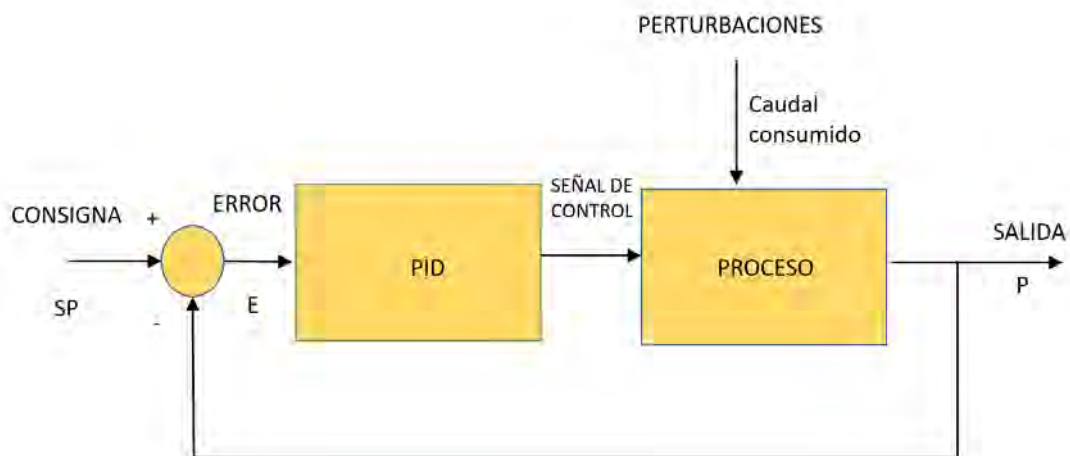 PERTURBACIONES
Caudal
consumido
CONSIGNA
+
ERROR
SEÑAL DE
CONTROL
SALIDA
PID
PROCESO
SP
-
E
P